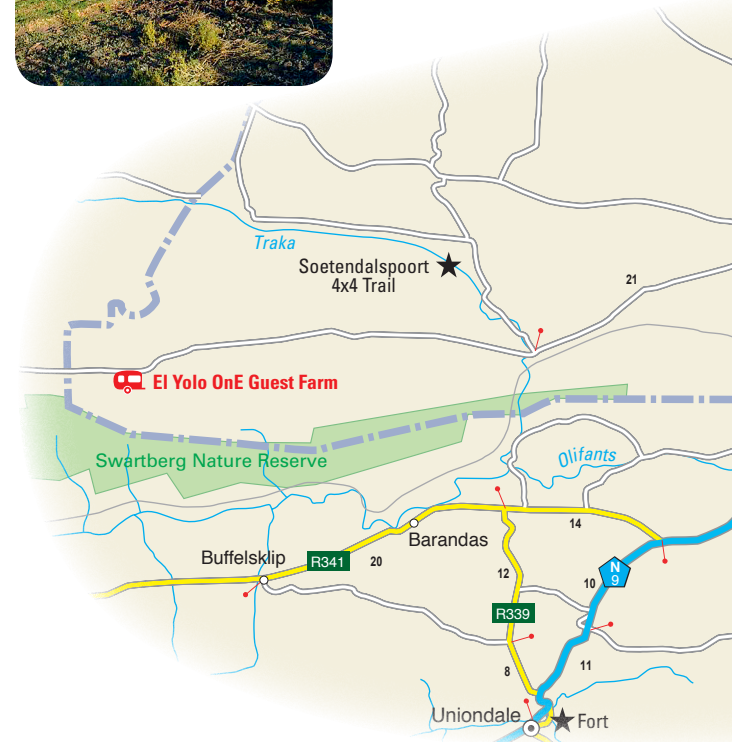 Traka
Soetendalspoort
4x4 Trail
21
El Yolo OnE Guest Farm
Swartberg Nature Reserve
Olifants
14
Barandas
Buffelsklip
R341
20
12
N
9
10
R339
11
8
Uniondale
Fort